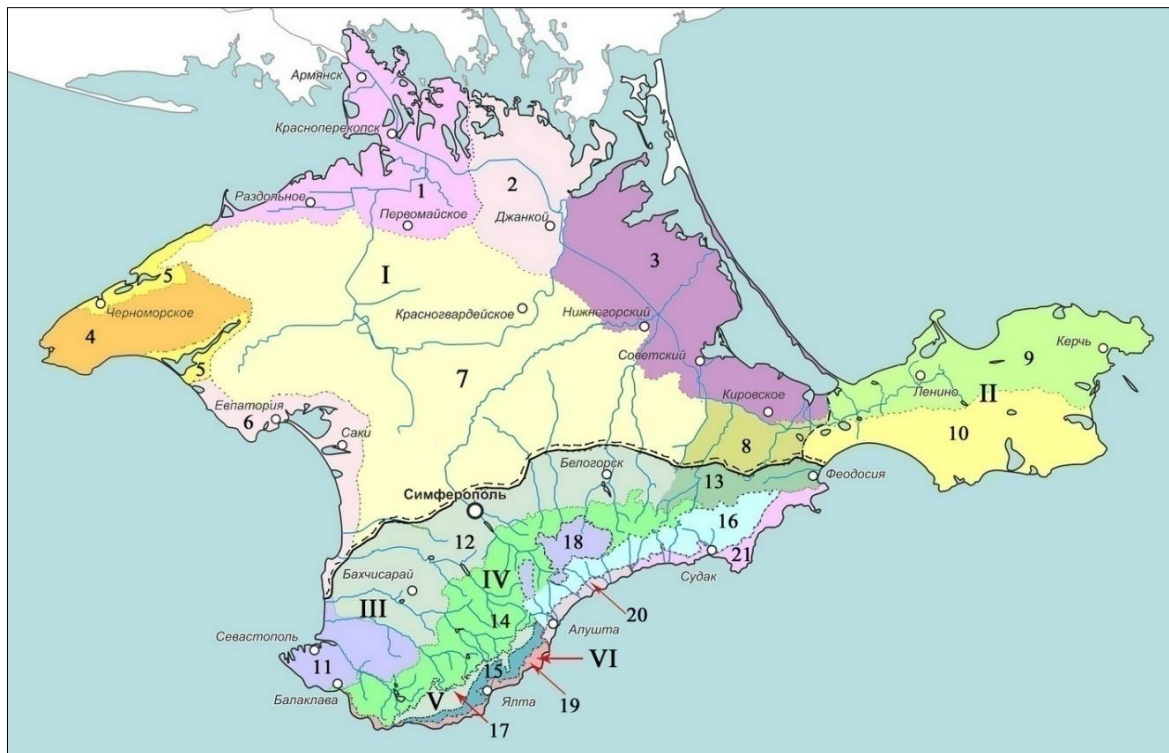 Армянск
Красноперекопск
Раздольное
1
2
Первомайское
Джанкой
3
I
5
Черноморское
4
Красногвардейское
Нижнегорский
Советский
5
7
9
Керчь
Ленино
II
Евпатория
6
Саки
Кировское
10
8
Белогорск
Феодосия
13
Симферополь
16
12
18
21
IV
Судак
Бахчисарай
III
20
14
Севастополь
Алушта
VI
11
15
19
Балаклава
V
Ялта
17